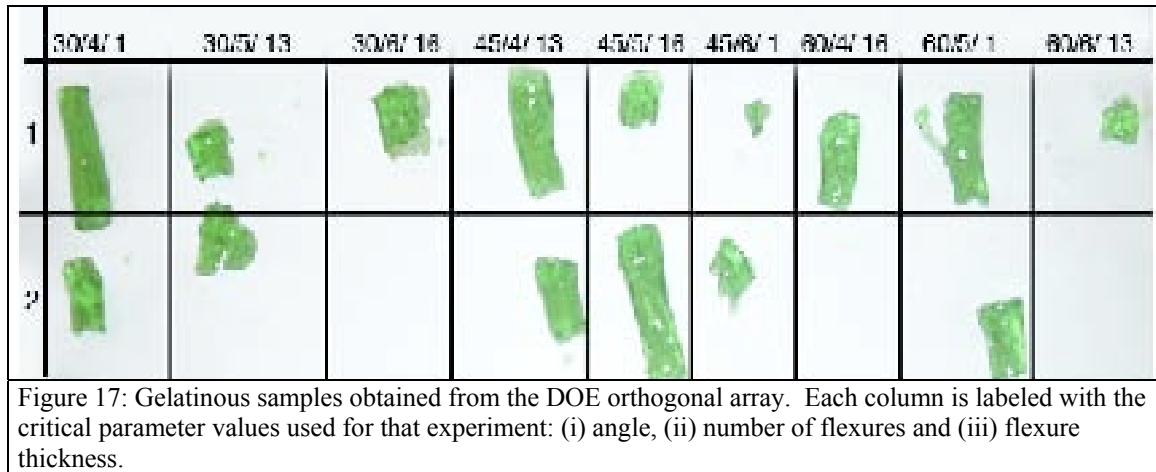 30/4/ 1 30/5/ 13 30/6/ 16 45/4/ 13 45/5/ 16 45/6/ 1 60/4/ 16 60/5/ 1 60/6/ 13
1
2
Figure 17: Gelatinous samples obtained from the DOE orthogonal array. Each column is labeled with the
critical parameter values used for that experiment: (i) angle, (ii) number of flexures and (iii) flexure
thickness.